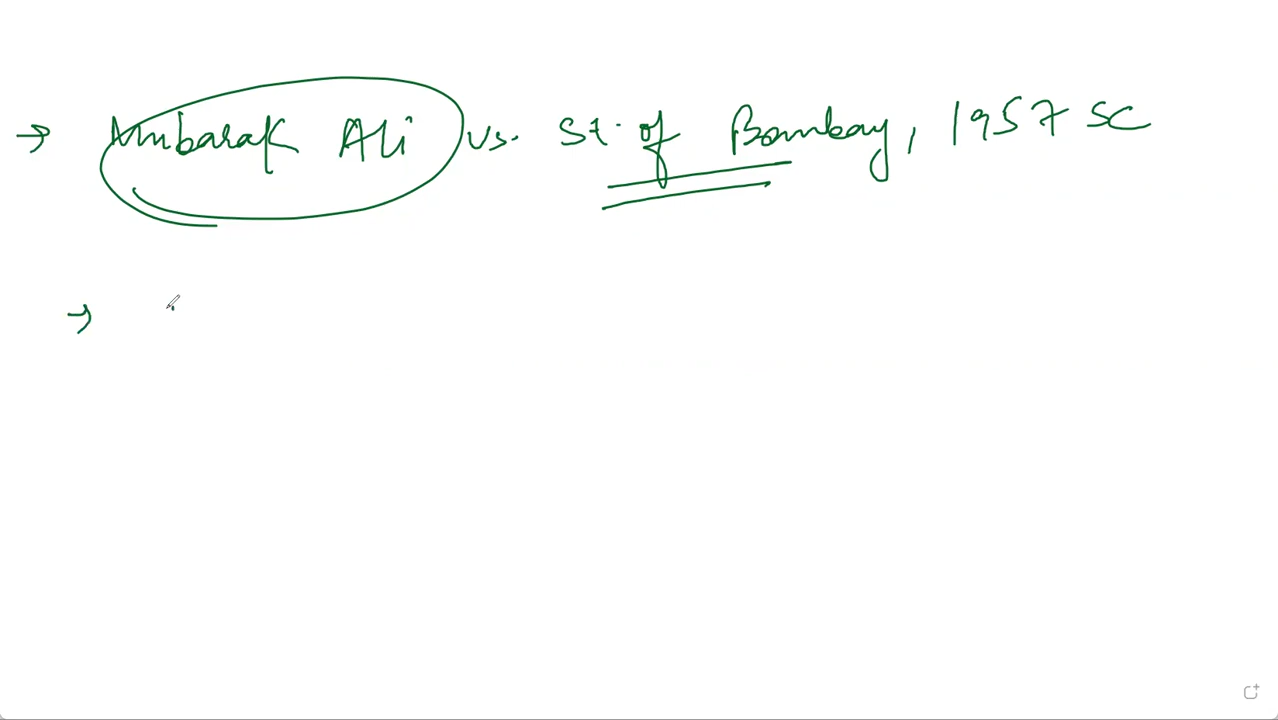 → Mubarak Ali vs. St. of Bombay, 1957 SC
→